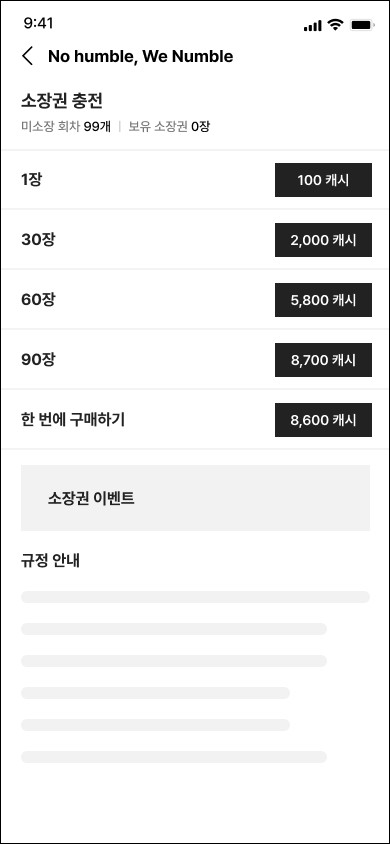 9:41
No humble, We Numble
소장권 충전
미소장 회차 99개 | 보유 소장권 0장
1장 100 캐시
30장 2,000 캐시
60장 5,800 캐시
90장 8,700 캐시
한 번에 구매하기 8,600 캐시
소장권 이벤트
규정 안내